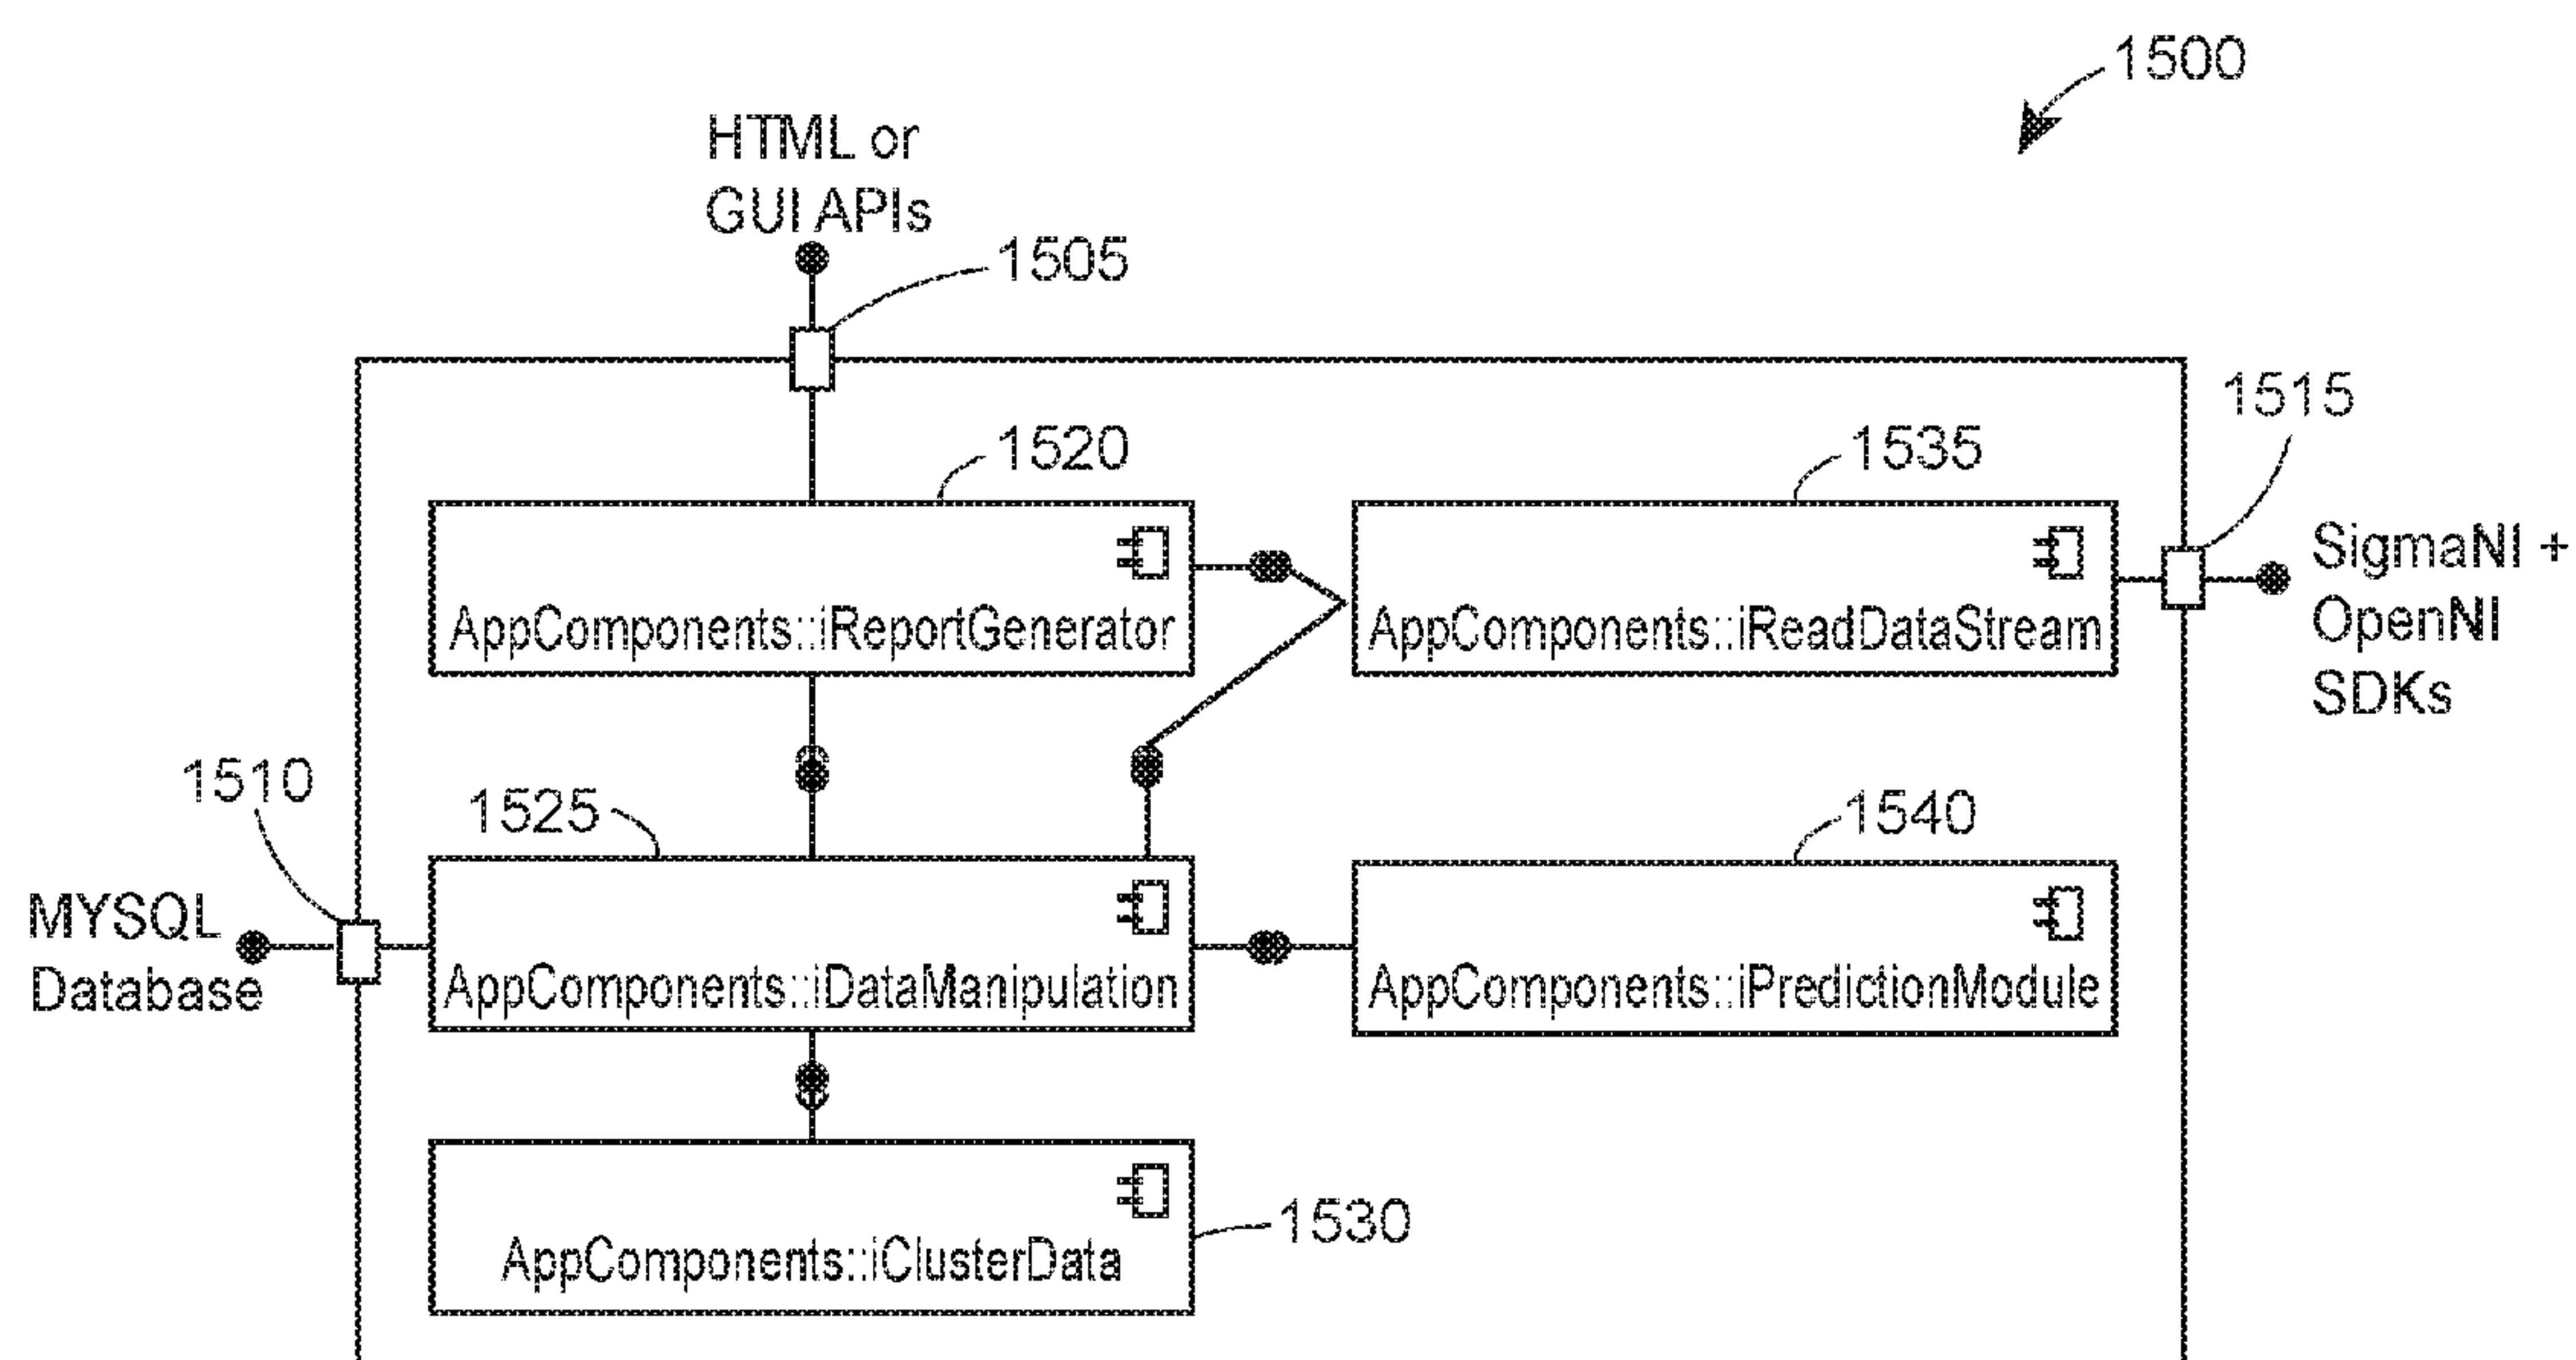 1500
HTML or
GUI APIs
1505
1515
1520
1535
SigmaNI +
OpenNI
SDKs
AppComponents::iReportGenerator
AppComponents::iReadDataStream
1510
1525
1540
MYSQL
Database
AppComponents::iDataManipulation
AppComponents::iPredictionModule
1530
AppComponents::iClusterData